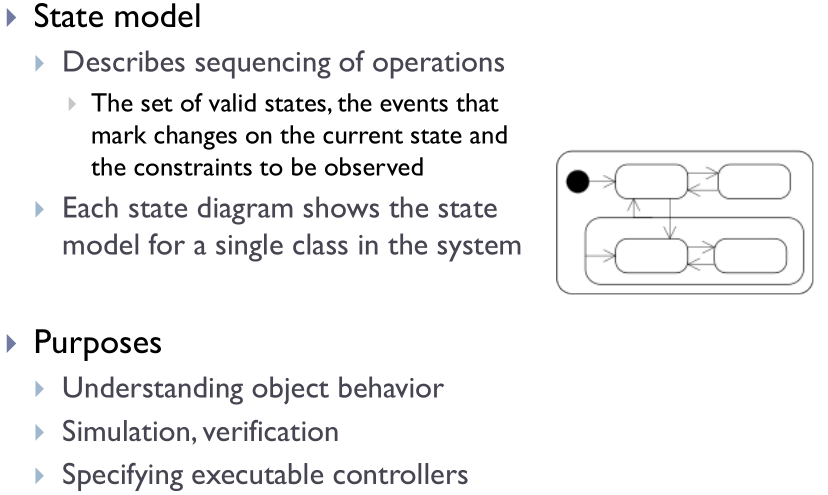 State model
Describes sequencing of operations
The set of valid states, the events that
mark changes on the current state and
the constraints to be observed
Each state diagram shows the state
model for a single class in the system
Purposes
Understanding object behavior
Simulation, verification
Specifying executable controllers